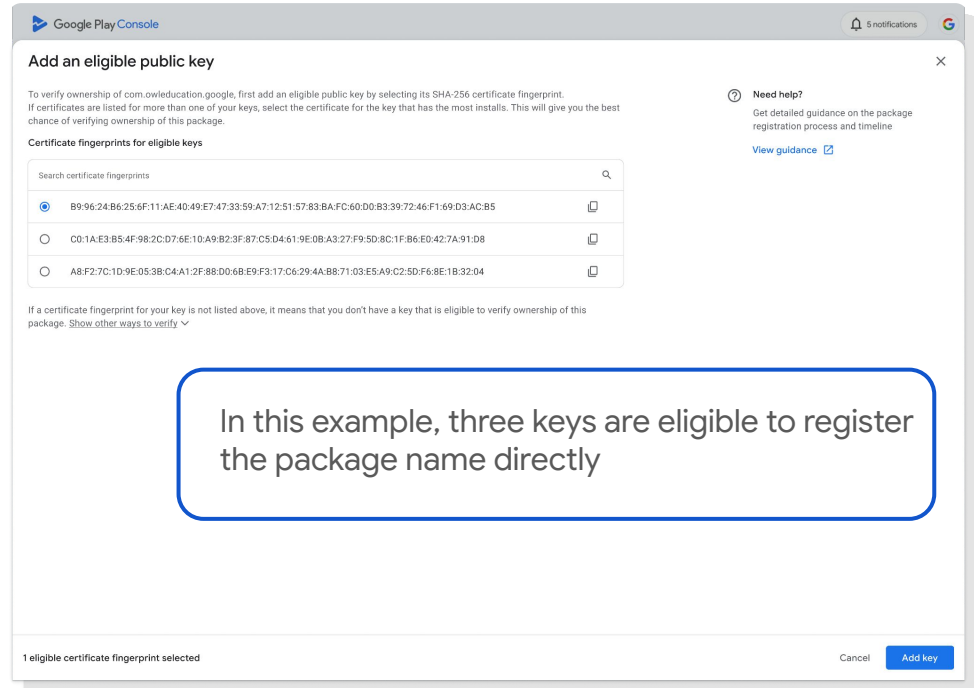 Google Play Console
5 notifications
Add an eligible public key
To verify ownership of com.owleducation.google, first add an eligible public key by selecting its SHA-256 certificate fingerprint.
If certificates are listed for more than one of your keys, select the certificate for the key that has the most installs. This will give you the best
chance of verifying ownership of this package.
Need help?
Get detailed guidance on the package
registration process and timeline
View guidance
Certificate fingerprints for eligible keys
Search certificate fingerprints
B9:96:24:B6:25:6F:11:AE:40:49:E7:47:33:59:A7:12:51:57:83:BA:FC:60:D0:B3:39:72:46:F1:69:D3:AC:B5
C0:1A:E3:B5:4F:98:2C:D7:6E:10:A9:B2:3F:87:C5:D4:61:9E:0B:A3:27:F9:5D:8C:1F:B6:E0:42:7A:91:D8
A8:F2:7C:1D:9E:05:3B:C4:A1:2F:88:D0:6B:E9:F3:17:C6:29:4A:B8:71:03:E5:A9:C2:5D:F6:8E:1B:32:04
If a certificate fingerprint for your key is not listed above, it means that you don't have a key that is eligible to verify ownership of this
package. Show other ways to verify
In this example, three keys are eligible to register
the package name directly
1 eligible certificate fingerprint selected
Cancel
Add key